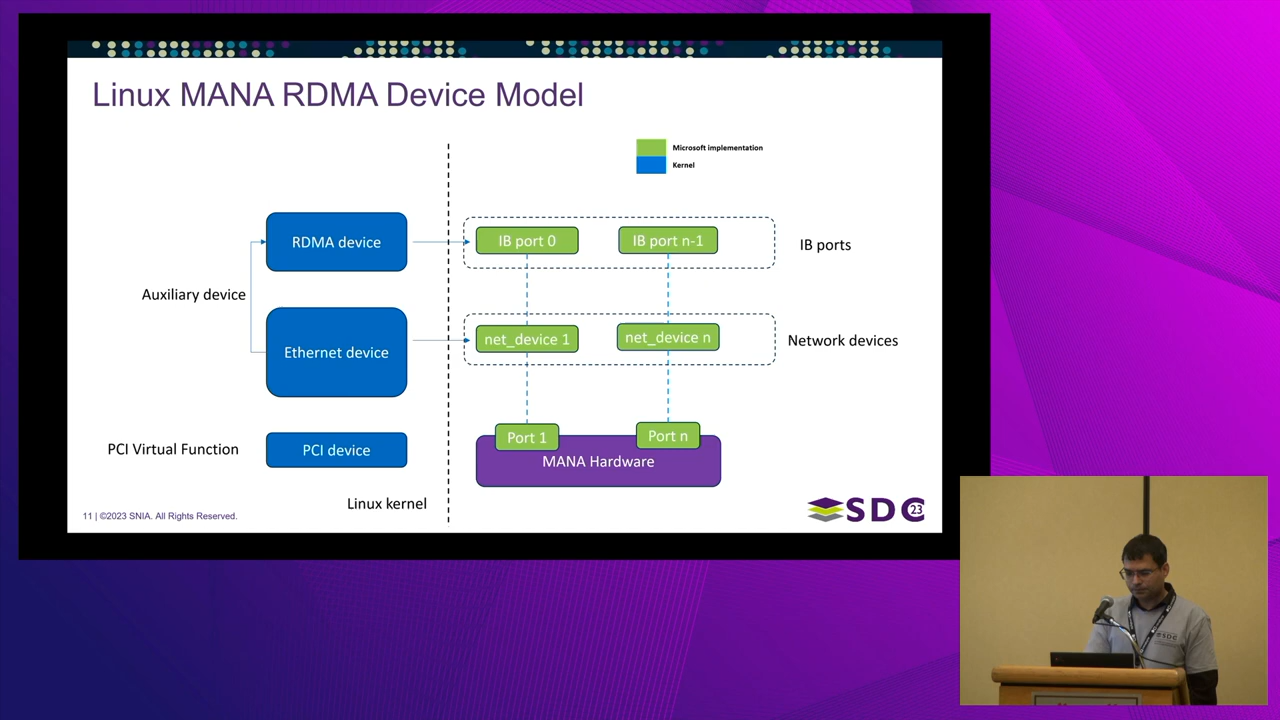 Linux MANA RDMA Device Model
Microsoft implementation
Kernel
RDMA device
IB port 0
IB port n-1
IB ports
Auxiliary device
Ethernet device
net_device 1
net_device n
Network devices
Port 1
Port n
PCI Virtual Function
PCI device
MANA Hardware
Linux kernel
11 | ©2023 SNIA. All Rights Reserved.
SDC
23
SDC